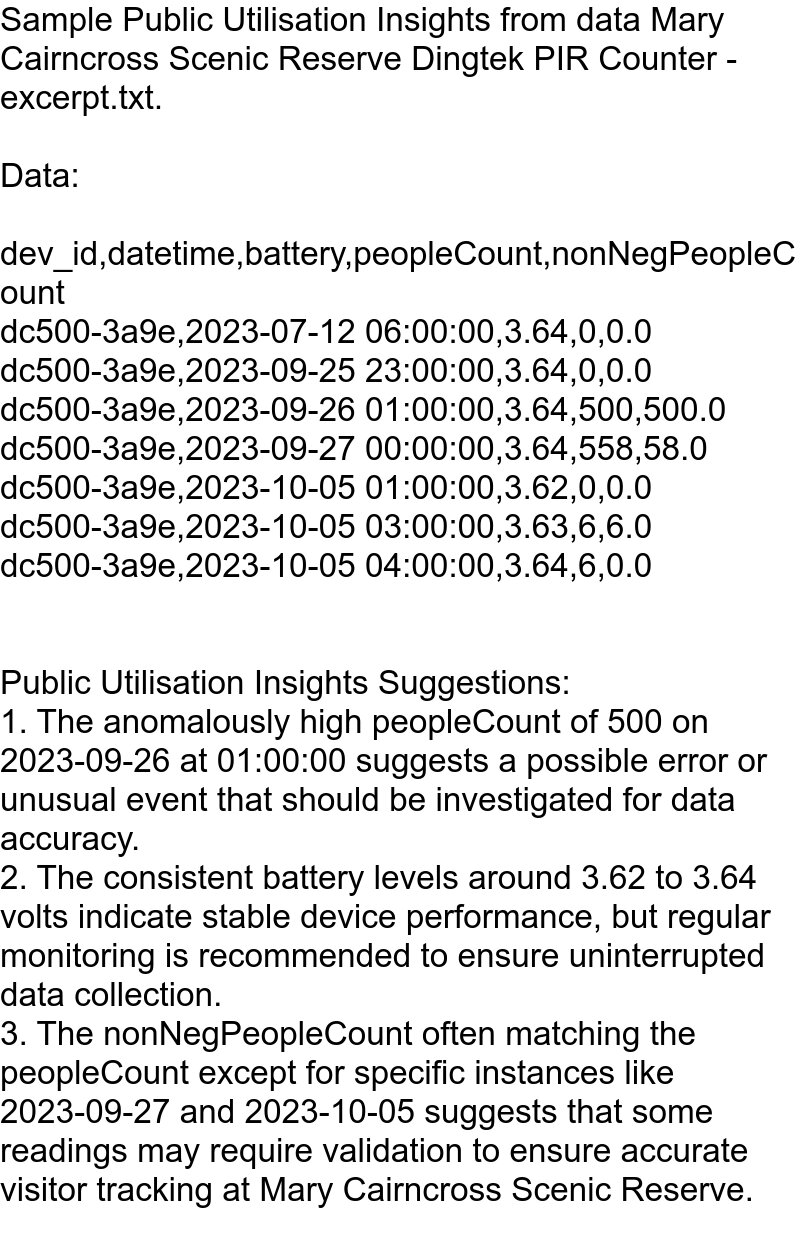 Sample Public Utilisation Insights from data Mary
Cairncross Scenic Reserve Dingtek PIR Counter -
excerpt.txt.
Data:
dev_id,datetime,battery,peopleCount,nonNegPeopleC
ount
dc500-3a9e,2023-07-12 06:00:00,3.64,0,0.0
dc500-3a9e,2023-09-25 23:00:00,3.64,0,0.0
dc500-3a9e,2023-09-26 01:00:00,3.64,500,500.0
dc500-3a9e,2023-09-27 00:00:00,3.64,558,58.0
dc500-3a9e,2023-10-05 01:00:00,3.62,0,0.0
dc500-3a9e,2023-10-05 03:00:00,3.63,6,6.0
dc500-3a9e,2023-10-05 04:00:00,3.64,6,0.0
Public Utilisation Insights Suggestions:
1. The anomalously high peopleCount of 500 on
2023-09-26 at 01:00:00 suggests a possible error or
unusual event that should be investigated for data
accuracy.
2. The consistent battery levels around 3.62 to 3.64
volts indicate stable device performance, but regular
monitoring is recommended to ensure uninterrupted
data collection.
3. The nonNegPeopleCount often matching the
peopleCount except for specific instances like
2023-09-27 and 2023-10-05 suggests that some
readings may require validation to ensure accurate
visitor tracking at Mary Cairncross Scenic Reserve.